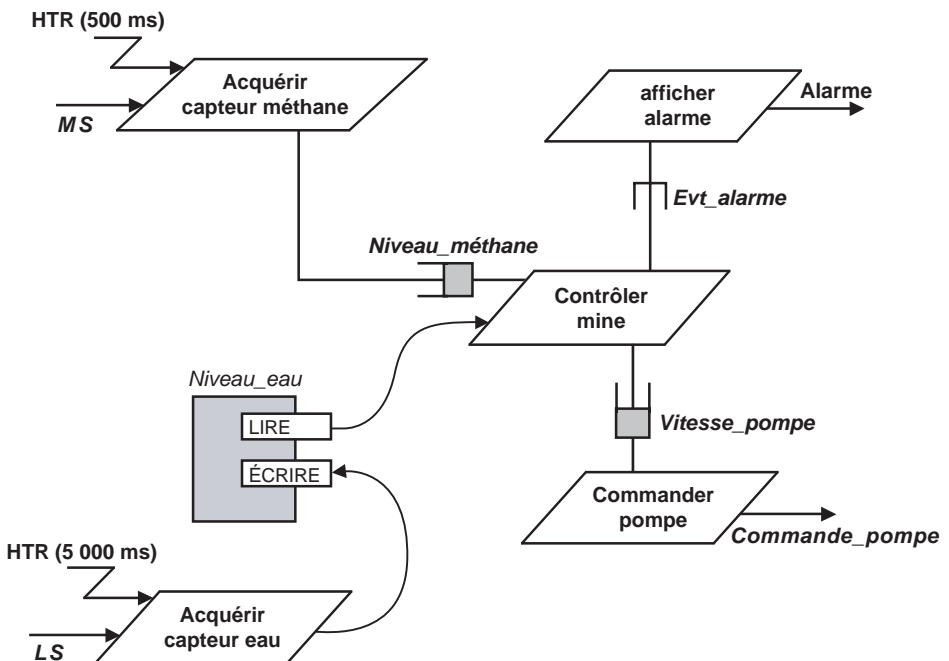 HTR (500 ms)
Acquérir
capteur méthane
MS
afficher
alarme
Alarme
Evt_alarme
Niveau_méthane
Contrôler
mine
Niveau_eau
LIRE
ÉCRIRE
Vitesse_pompe
Commander
pompe
Commande_pompe
HTR (5 000 ms)
Acquérir
capteur eau
LS